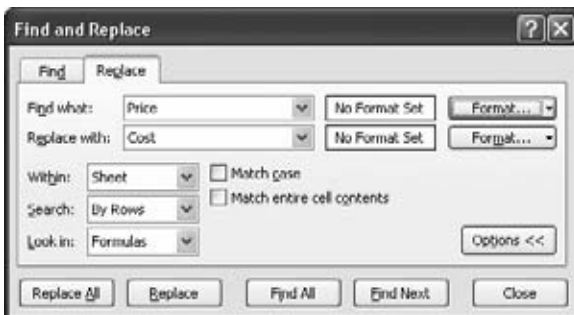 Find and Replace
Find Replace
Find what: Price No Format Set Format...
Replace with: Cost No Format Set Format...
Within: Sheet Match case
Search: By Rows Match entire cell contents
Look in: Formulas Options <<
Replace All Replace Find All Find Next Close